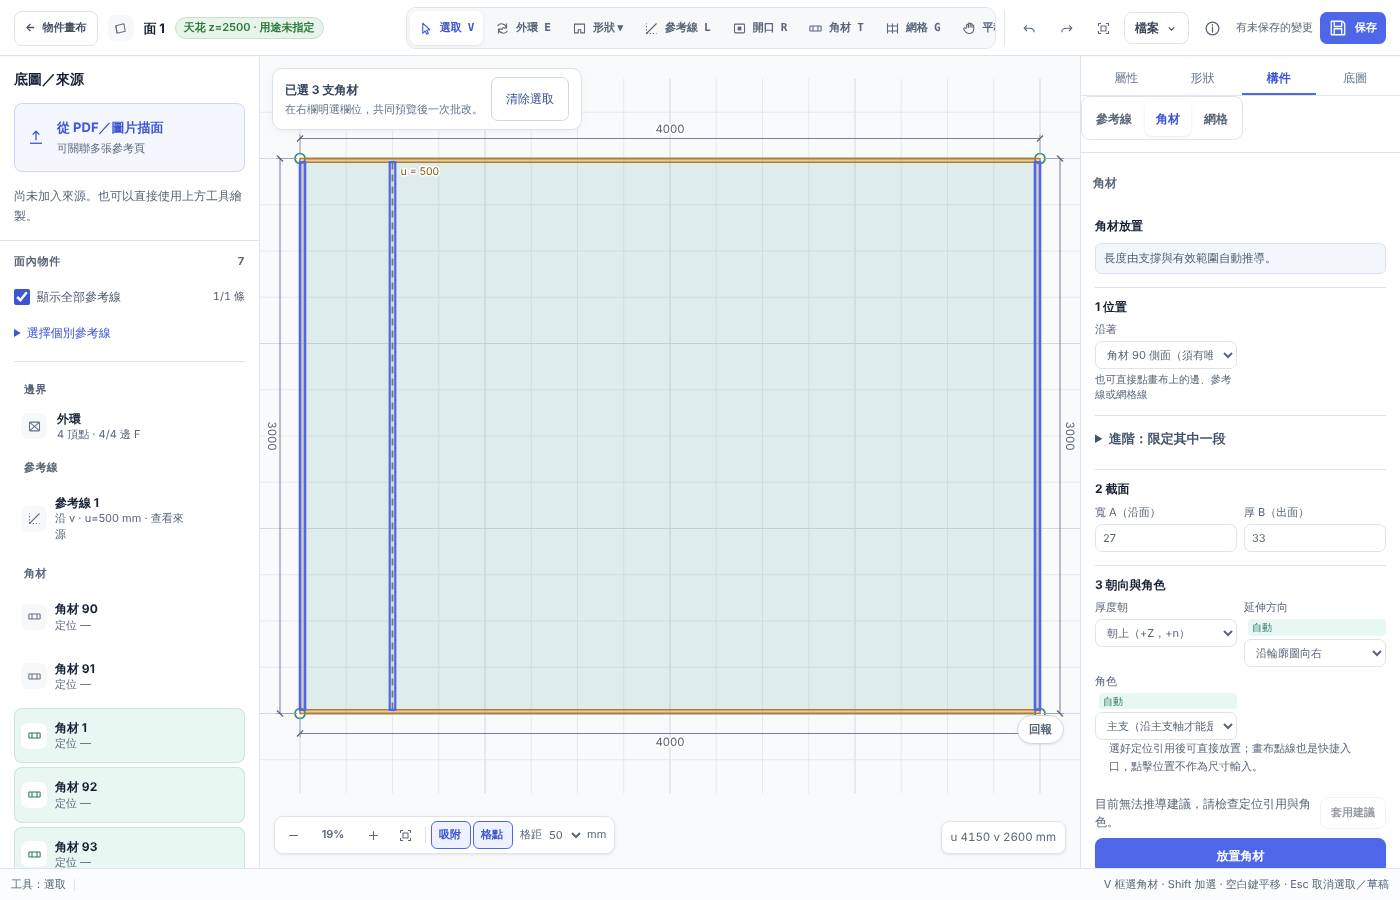 物件畫布
面 1
天花 z=2500 · 用途未指定
選取 V
外環 E
形狀▾
參考線 L
開口 R
角材 T
網格 G
檔案
有未保存的變更
保存
底圖／來源
從 PDF／圖片描面
可關聯多張參考頁
尚未加入來源。也可以直接使用上方工具繪
製。
面內物件
7
顯示全部參考線
1/1 條
選擇個別參考線
邊界
外環
4 頂點 · 4/4 邊 F
參考線
參考線 1
沿 v · u=500 mm · 查看來
源
角材
角材 90
定位 —
角材 91
定位 —
角材 1
定位 —
角材 92
定位 —
角材 93
定位 —
已選 3 支角材
在右欄明選欄位，共同預覽後一次批改。
清除選取
4000
u = 500
3000
3000
4000
回報
19%
吸附
格點
格距
50
mm
u 4150 v 2600 mm
屬性
形狀
構件
底圖
參考線
角材
網格
角材
角材放置
長度由支撐與有效範圍自動推導。
1 位置
沿著
角材 90 側面（須有唯
也可直接點畫布上的邊、參考
線或網格線
進階：限定其中一段
2 截面
寬 A（沿面）
厚 B（出面）
27
33
3 朝向與角色
厚度朝
延伸方向
自動
朝上（+Z，+n）
沿輪廓圖向右
角色
自動
主支（沿主支軸才能是
選好定位引用後可直接放置；畫布點線也是快捷入
口，點擊位置不作為尺寸輸入。
目前無法推導建議，請檢查定位引用與角
色。
套用建議
放置角材
工具：選取
V 框選角材 · Shift 加選 · 空白鍵平移 · Esc 取消選取／草稿